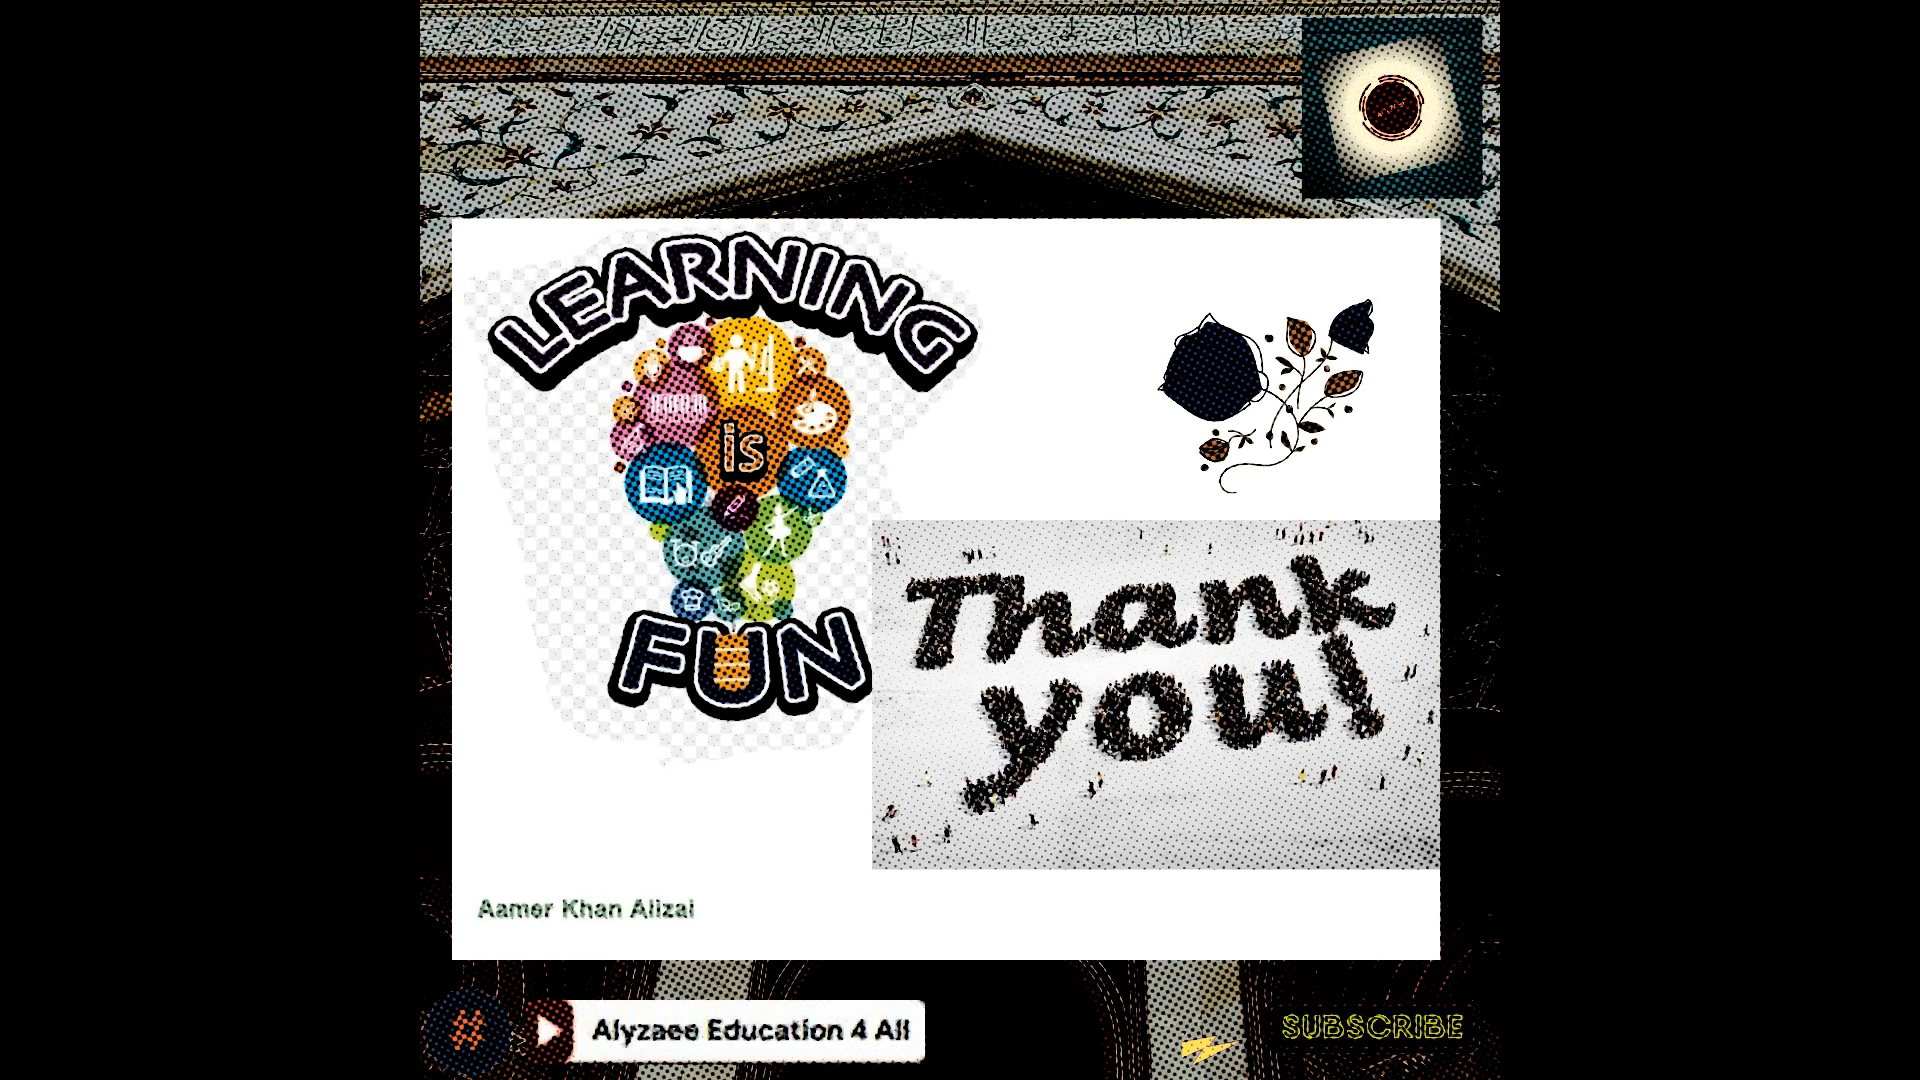 LEARNING
is
FUN
Thank
you!
Aamer Khan Alizai
#
Alyzaee Education 4 All
SUBSCRIBE